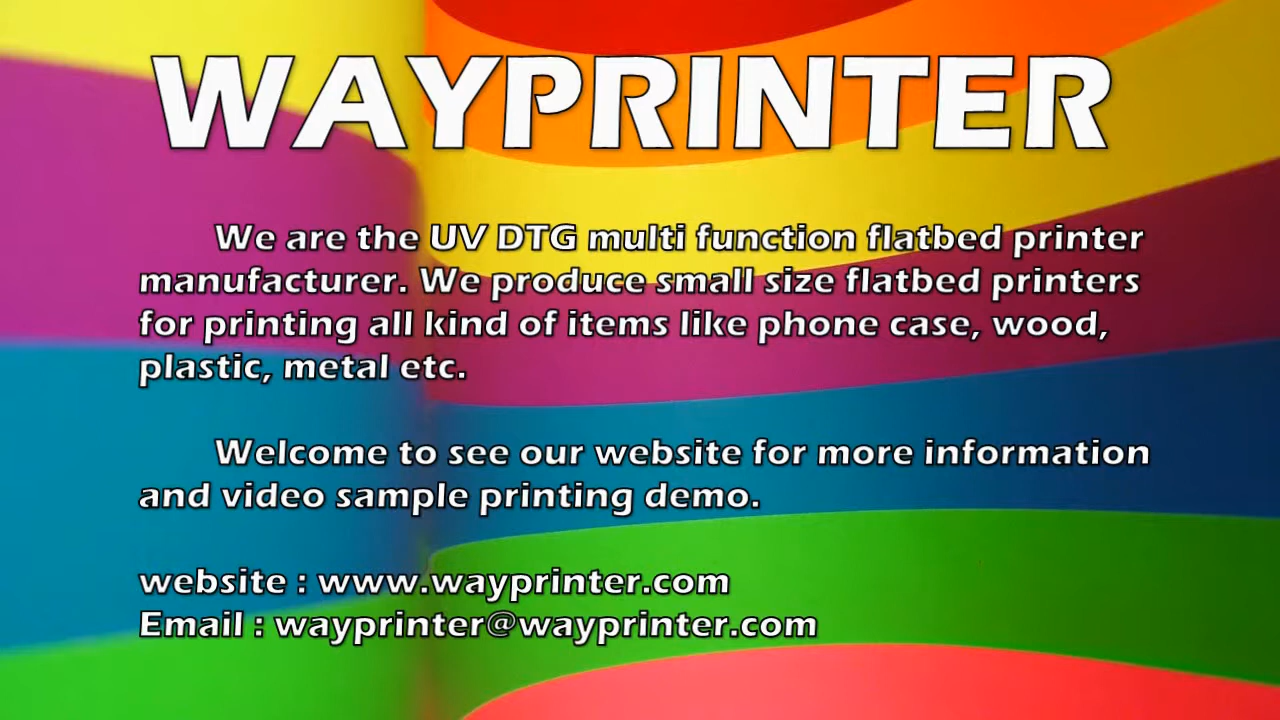 WAYPRINTER
We are the UV DTG multi function flatbed printer
manufacturer. We produce small size flatbed printers
for printing all kind of items like phone case, wood,
plastic, metal etc.
Welcome to see our website for more information
and video sample printing demo.
website : www.wayprinter.com
Email : wayprinter@wayprinter.com